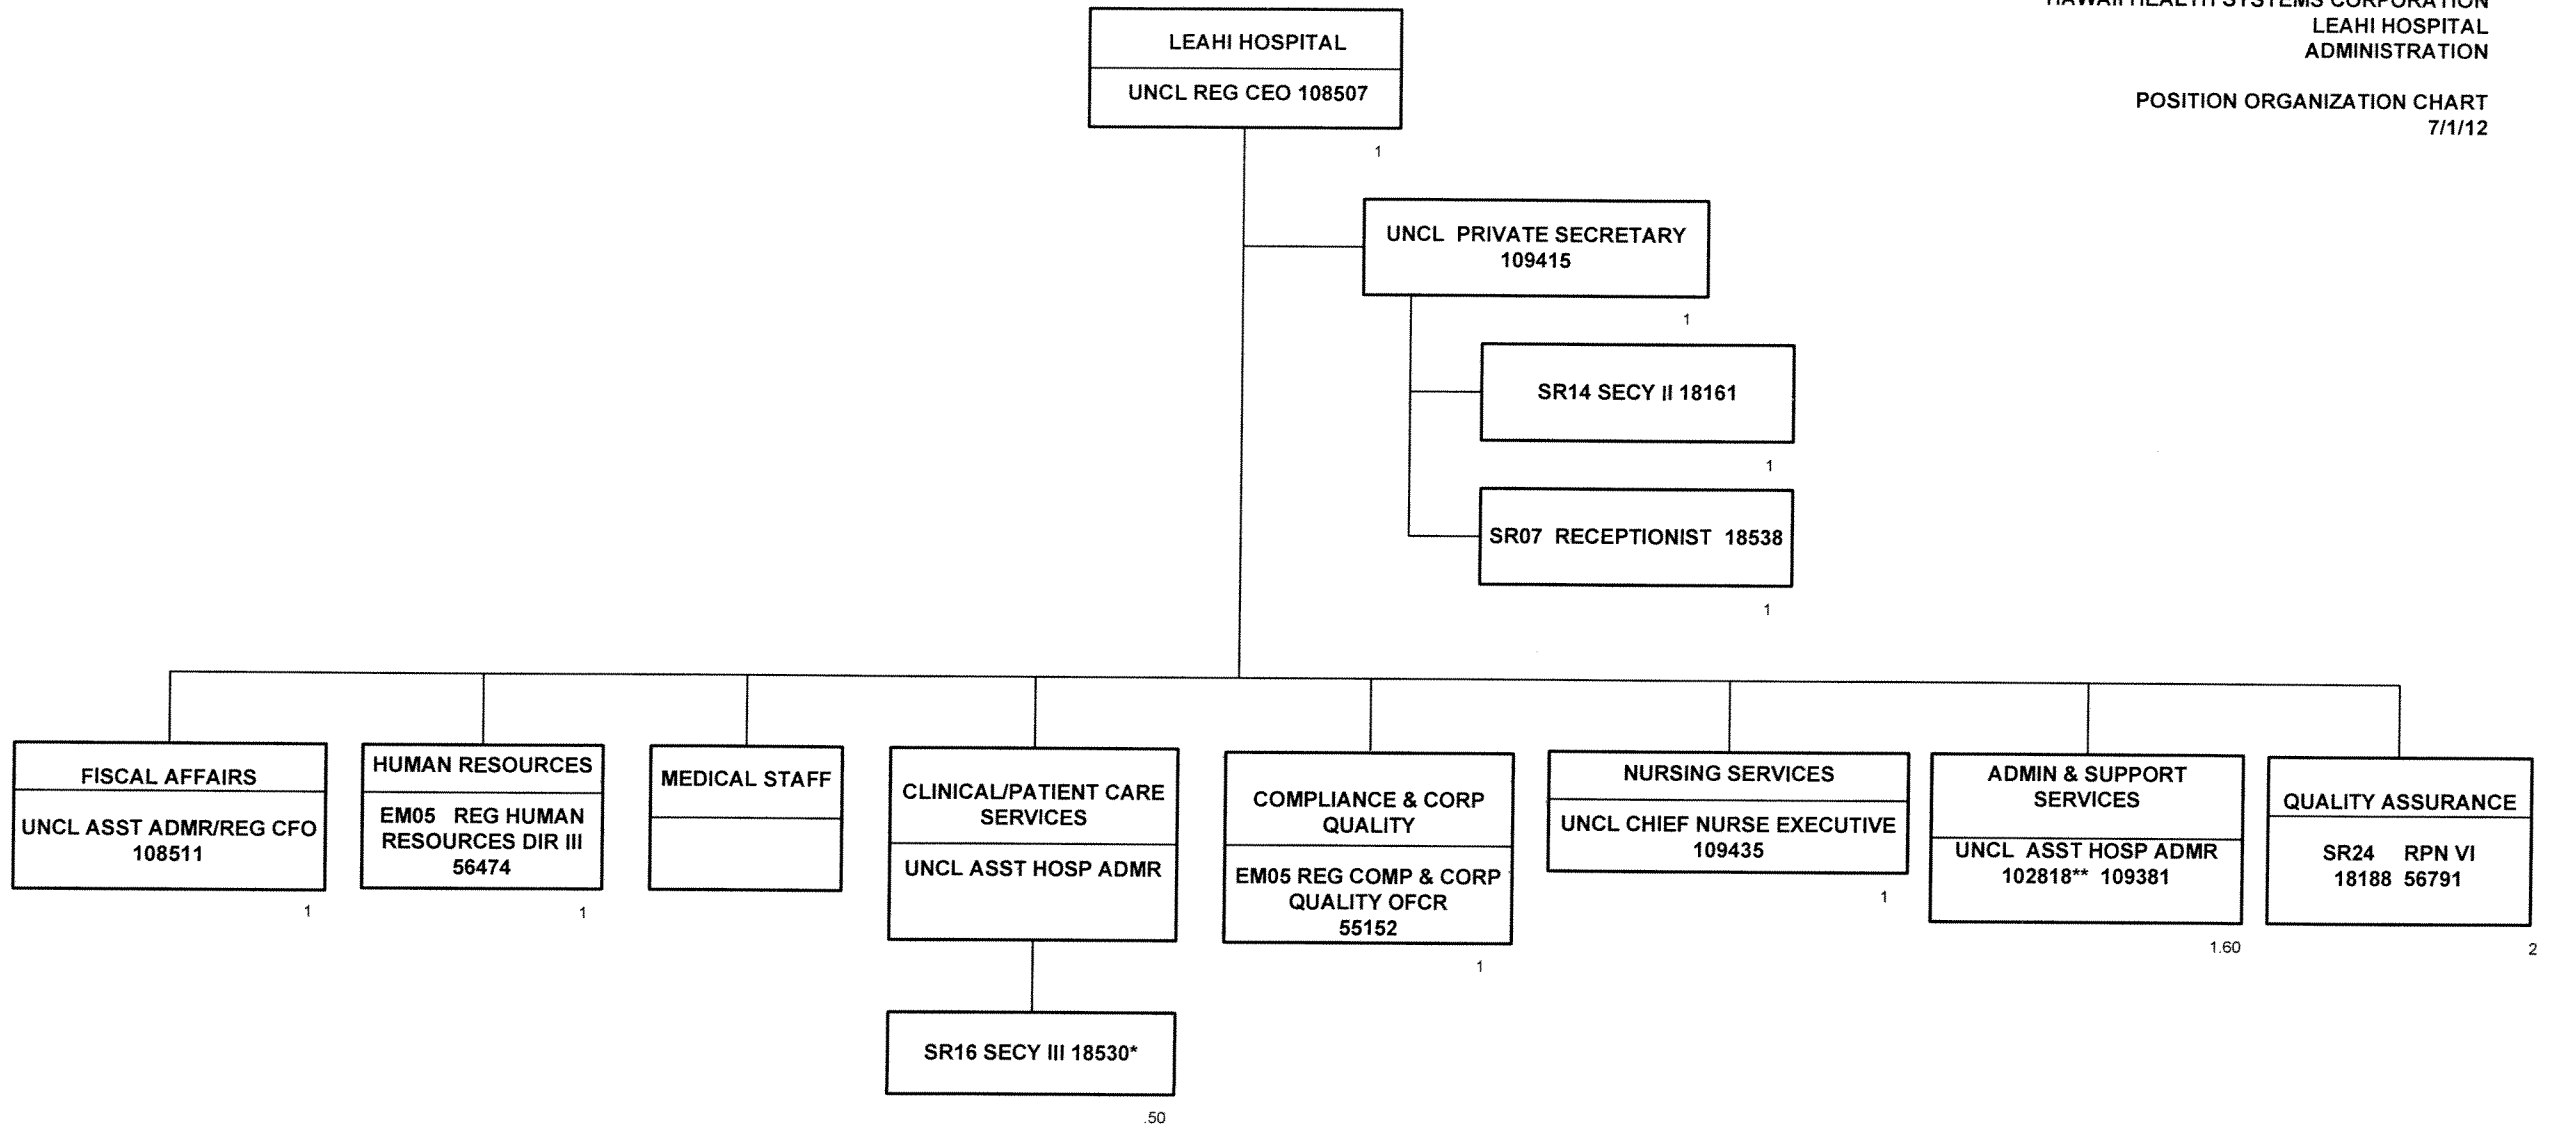 HAWAII HEALTH SYSTEMS CORPORATION
LEAHI HOSPITAL
ADMINISTRATION
POSITION ORGANIZATION CHART
7/1/12
LEAHI HOSPITAL
UNCL REG CEO 108507
1
UNCL PRIVATE SECRETARY
109415
1
SR14 SECY II 18161
1
SR07 RECEPTIONIST 18538
1
FISCAL AFFAIRS
UNCL ASST ADMR/REG CFO
108511
1
HUMAN RESOURCES
EM05 REG HUMAN
RESOURCES DIR III
56474
1
MEDICAL STAFF
CLINICAL/PATIENT CARE
SERVICES
UNCL ASST HOSP ADMR
SR16 SECY III 18530*
.50
COMPLIANCE & CORP
QUALITY
EM05 REG COMP & CORP
QUALITY OFCR
55152
1
NURSING SERVICES
UNCL CHIEF NURSE EXECUTIVE
109435
1
ADMIN & SUPPORT
SERVICES
UNCL ASST HOSP ADMR
102818** 109381
1.60
QUALITY ASSURANCE
SR24 RPN VI
18188 56791
2